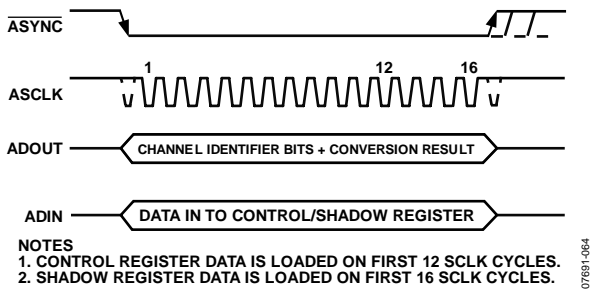 ASYNC
1 12 16
ASCLK
ADOUT CHANNEL IDENTIFIER BITS + CONVERSION RESULT
ADIN DATA IN TO CONTROL/SHADOW REGISTER
NOTES
1. CONTROL REGISTER DATA IS LOADED ON FIRST 12 SCLK CYCLES.
2. SHADOW REGISTER DATA IS LOADED ON FIRST 16 SCLK CYCLES.
07691-064